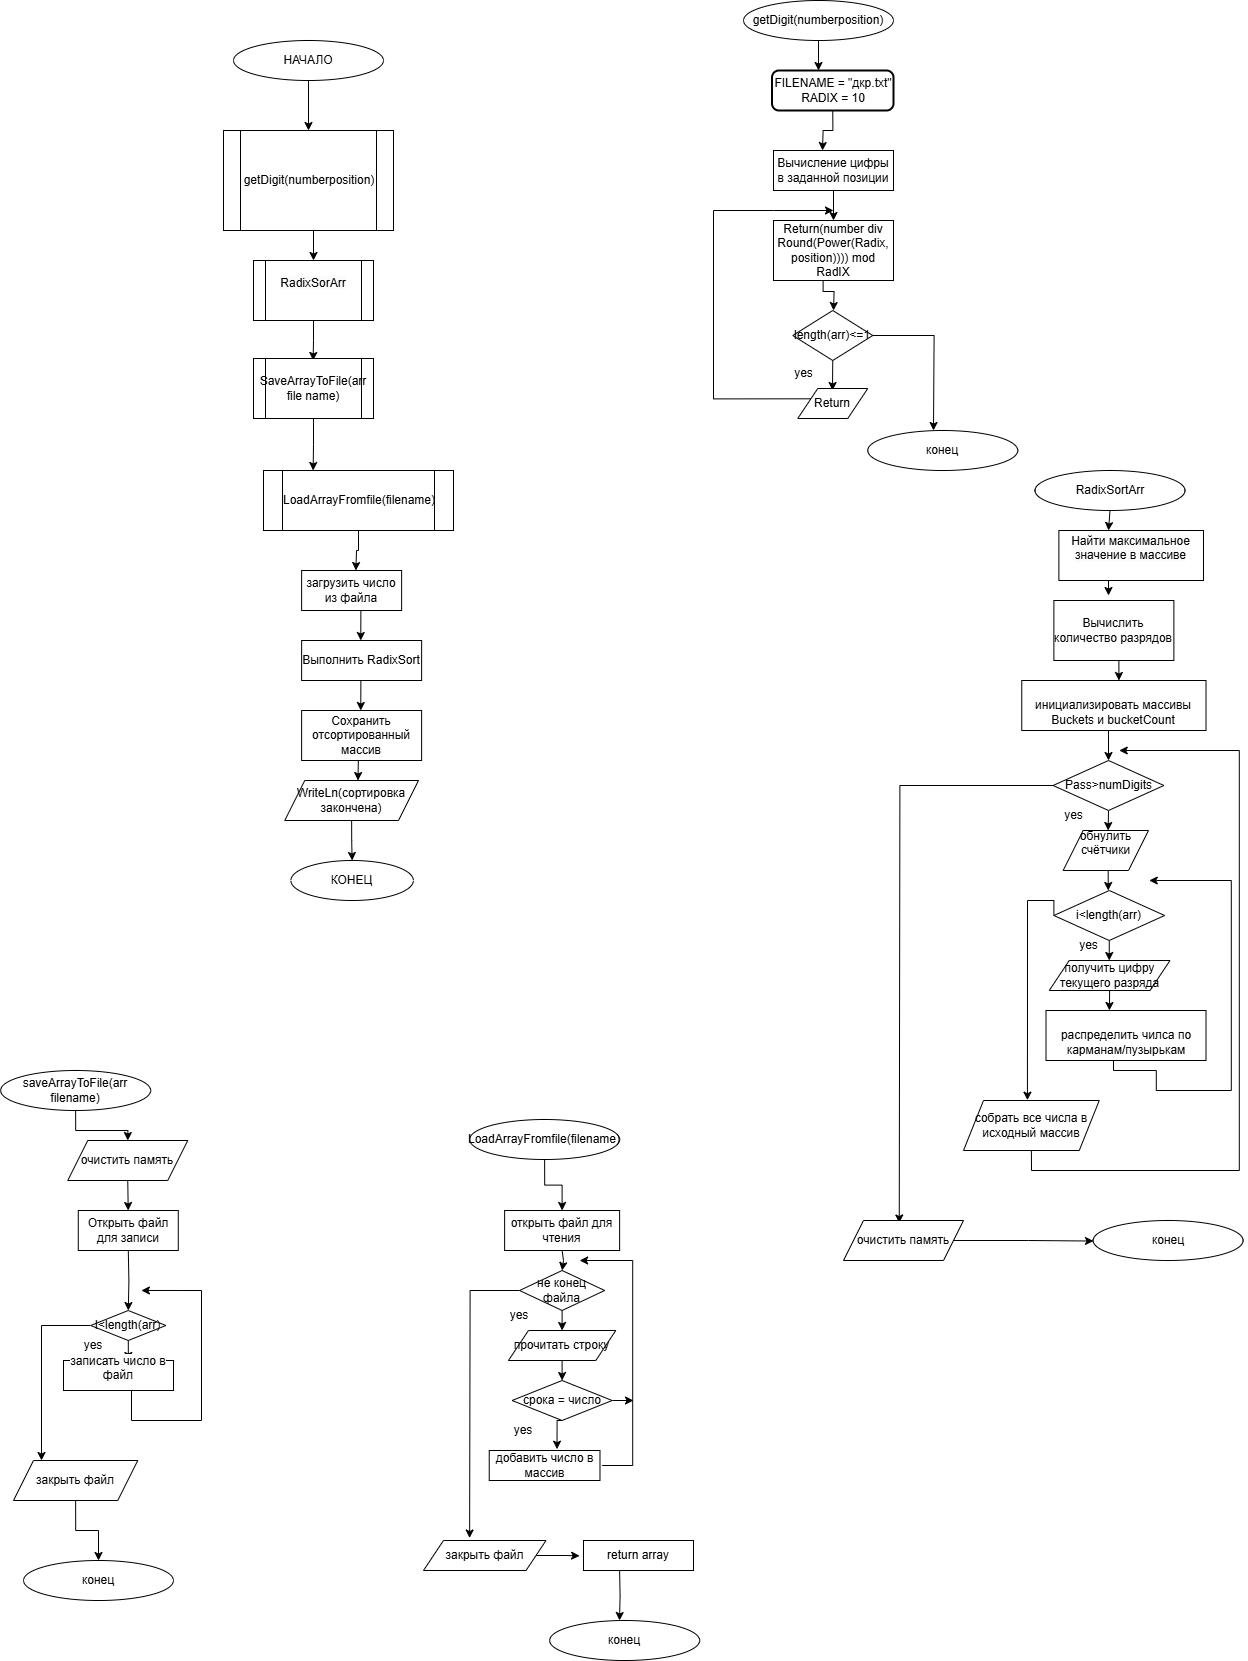 НАЧАЛО
getDigit(numberposition)
RadixSorArr
SaveArrayToFile(arr
file name)
LoadArrayFromfile(filename)
загрузить число
из файла
Выполнить RadixSort
Сохранить
отсортированный
массив
WriteLn(сортировка
закончена)
КОНЕЦ
getDigit(numberposition)
FILENAME = "дкр.txt"
RADIX = 10
Вычисление цифры
в заданной позиции
Return(number div
Round(Power(Radix,
position)))) mod
RadIX
length(arr)<=1
yes
Return
конец
RadixSortArr
Найти максимальное
значение в массиве
Вычислить
количество разрядов
инициализировать массивы
Buckets и bucketCount
Pass>numDigits
yes
обнулить
счётчики
i<length(arr)
yes
получить цифру
текущего разряда
распределить чилса по
карманам/пузырькам
собрать все числа в
исходный массив
очистить память
конец
saveArrayToFile(arr
filename)
очистить память
Открыть файл
для записи
i<length(arr)
yes
записать число в
файл
закрыть файл
конец
LoadArrayFromfile(filename)
открыть файл для
чтения
не конец
файла
yes
прочитать строку
срока = число
yes
добавить число в
массив
закрыть файл
return array
конец